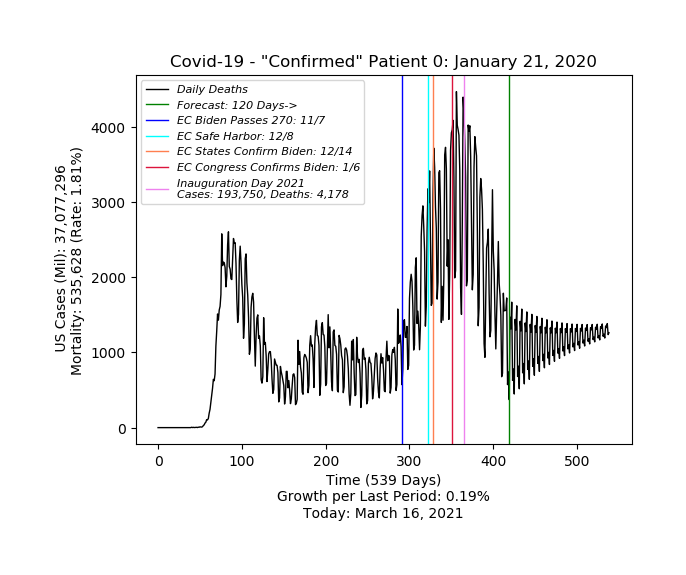 Covid-19 - "Confirmed" Patient 0: January 21, 2020
Daily Deaths
Forecast: 120 Days->
EC Biden Passes 270: 11/7
EC Safe Harbor: 12/8
EC States Confirm Biden: 12/14
EC Congress Confirms Biden: 1/6
Inauguration Day 2021
Cases: 193,750, Deaths: 4,178
US Cases (Mil): 37,077,296
Mortality: 535,628 (Rate: 1.81%)
4000
3000
2000
1000
0
0 100 200 300 400 500
Time (539 Days)
Growth per Last Period: 0.19%
Today: March 16, 2021